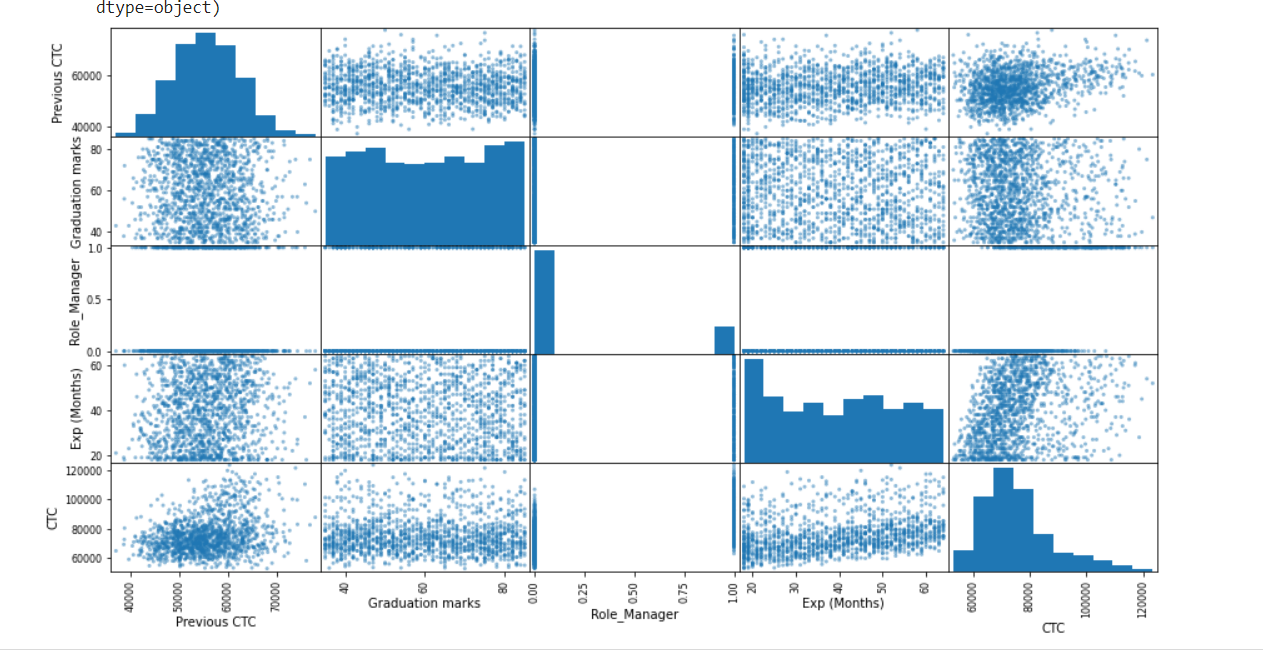 dtype=object)
Previous CTC
60000
40000
Graduation marks
80
60
40
Role_Manager
1.0
0.5
0.0
Exp (Months)
60
40
20
CTC
120000
100000
80000
60000
40000 50000 60000 70000
Previous CTC
40 60 80
Graduation marks
0.00 0.25 0.50 0.75 1.00
Role_Manager
20 30 40 50 60
Exp (Months)
60000 80000 100000 120000
CTC